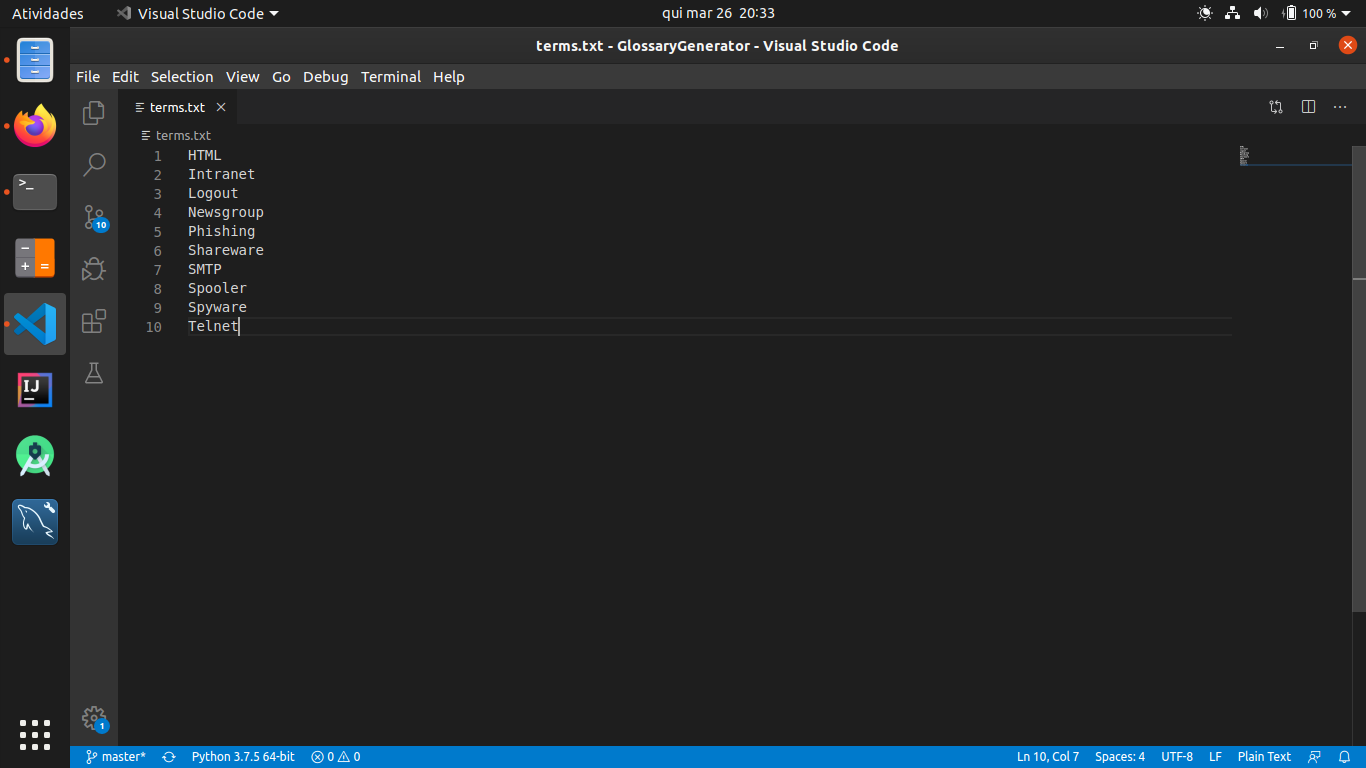 Atividades Visual Studio Code qui mar 26 20:33 100 %
terms.txt - GlossaryGenerator - Visual Studio Code
File Edit Selection View Go Debug Terminal Help
terms.txt
terms.txt
1 HTML
2 Intranet
3 Logout
4 Newsgroup
5 Phishing
6 Shareware
7 SMTP
8 Spooler
9 Spyware
10 Telnet
>_
10
IJ
1
master* Python 3.7.5 64-bit 0 0 Ln 10, Col 7 Spaces: 4 UTF-8 LF Plain Text